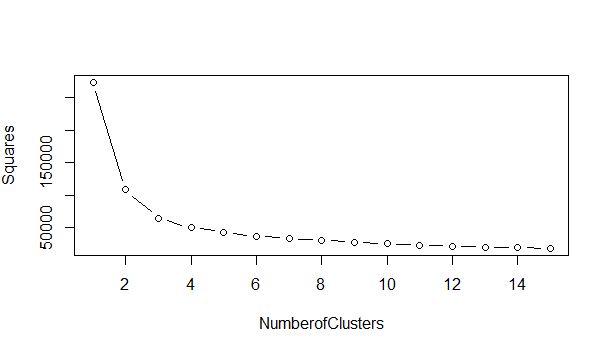 Squares
150000
50000
2 4 6 8 10 12 14
NumberofClusters